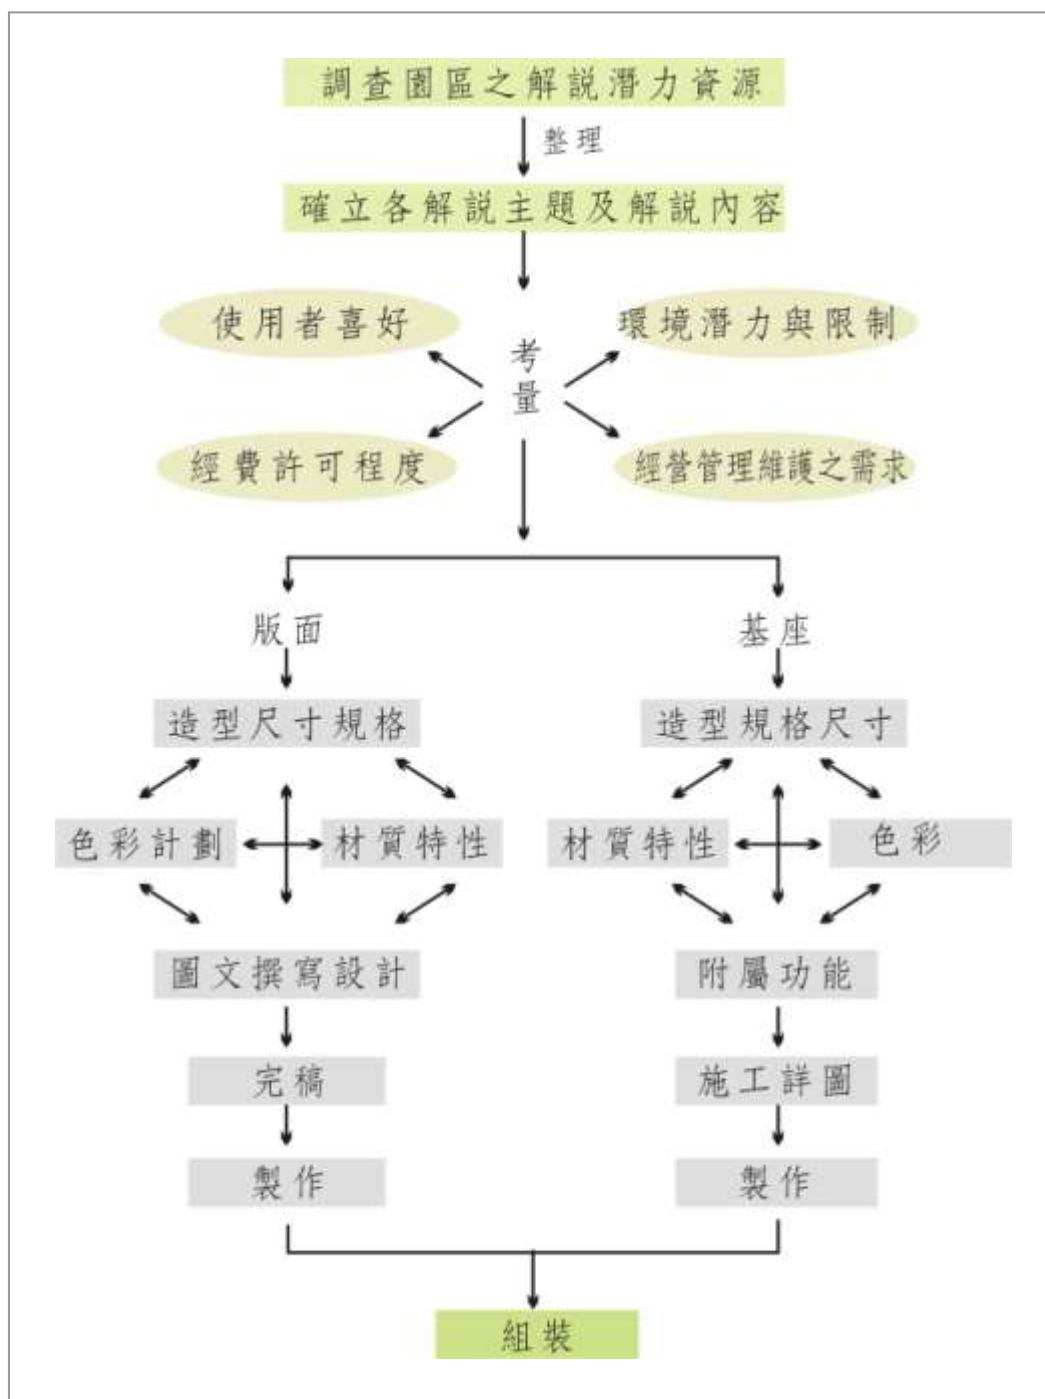 調查園區之解說潛力資源
整理
確立各解說主題及解說內容
使用者喜好
環境潛力與限制
考量
經費許可程度
經營管理維護之需求
版面
基座
造型尺寸規格
造型規格尺寸
色彩計劃
材質特性
材質特性
色彩
圖文撰寫設計
附屬功能
完稿
施工詳圖
製作
製作
組裝